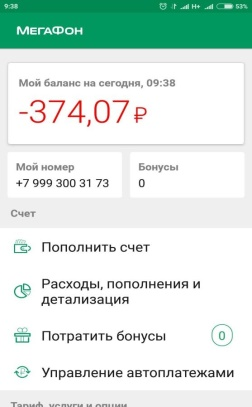 9:38
H+
53%
МЕГАФОН
Мой баланс на сегодня, 09:38
-374,07 ₽
Мой номер
Бонусы
+7 999 300 31 73
0
Счет
Пополнить счет
Расходы, пополнения и
детализация
Потратить бонусы
0
Управление автоплатежами
Тариф, услуги и опции